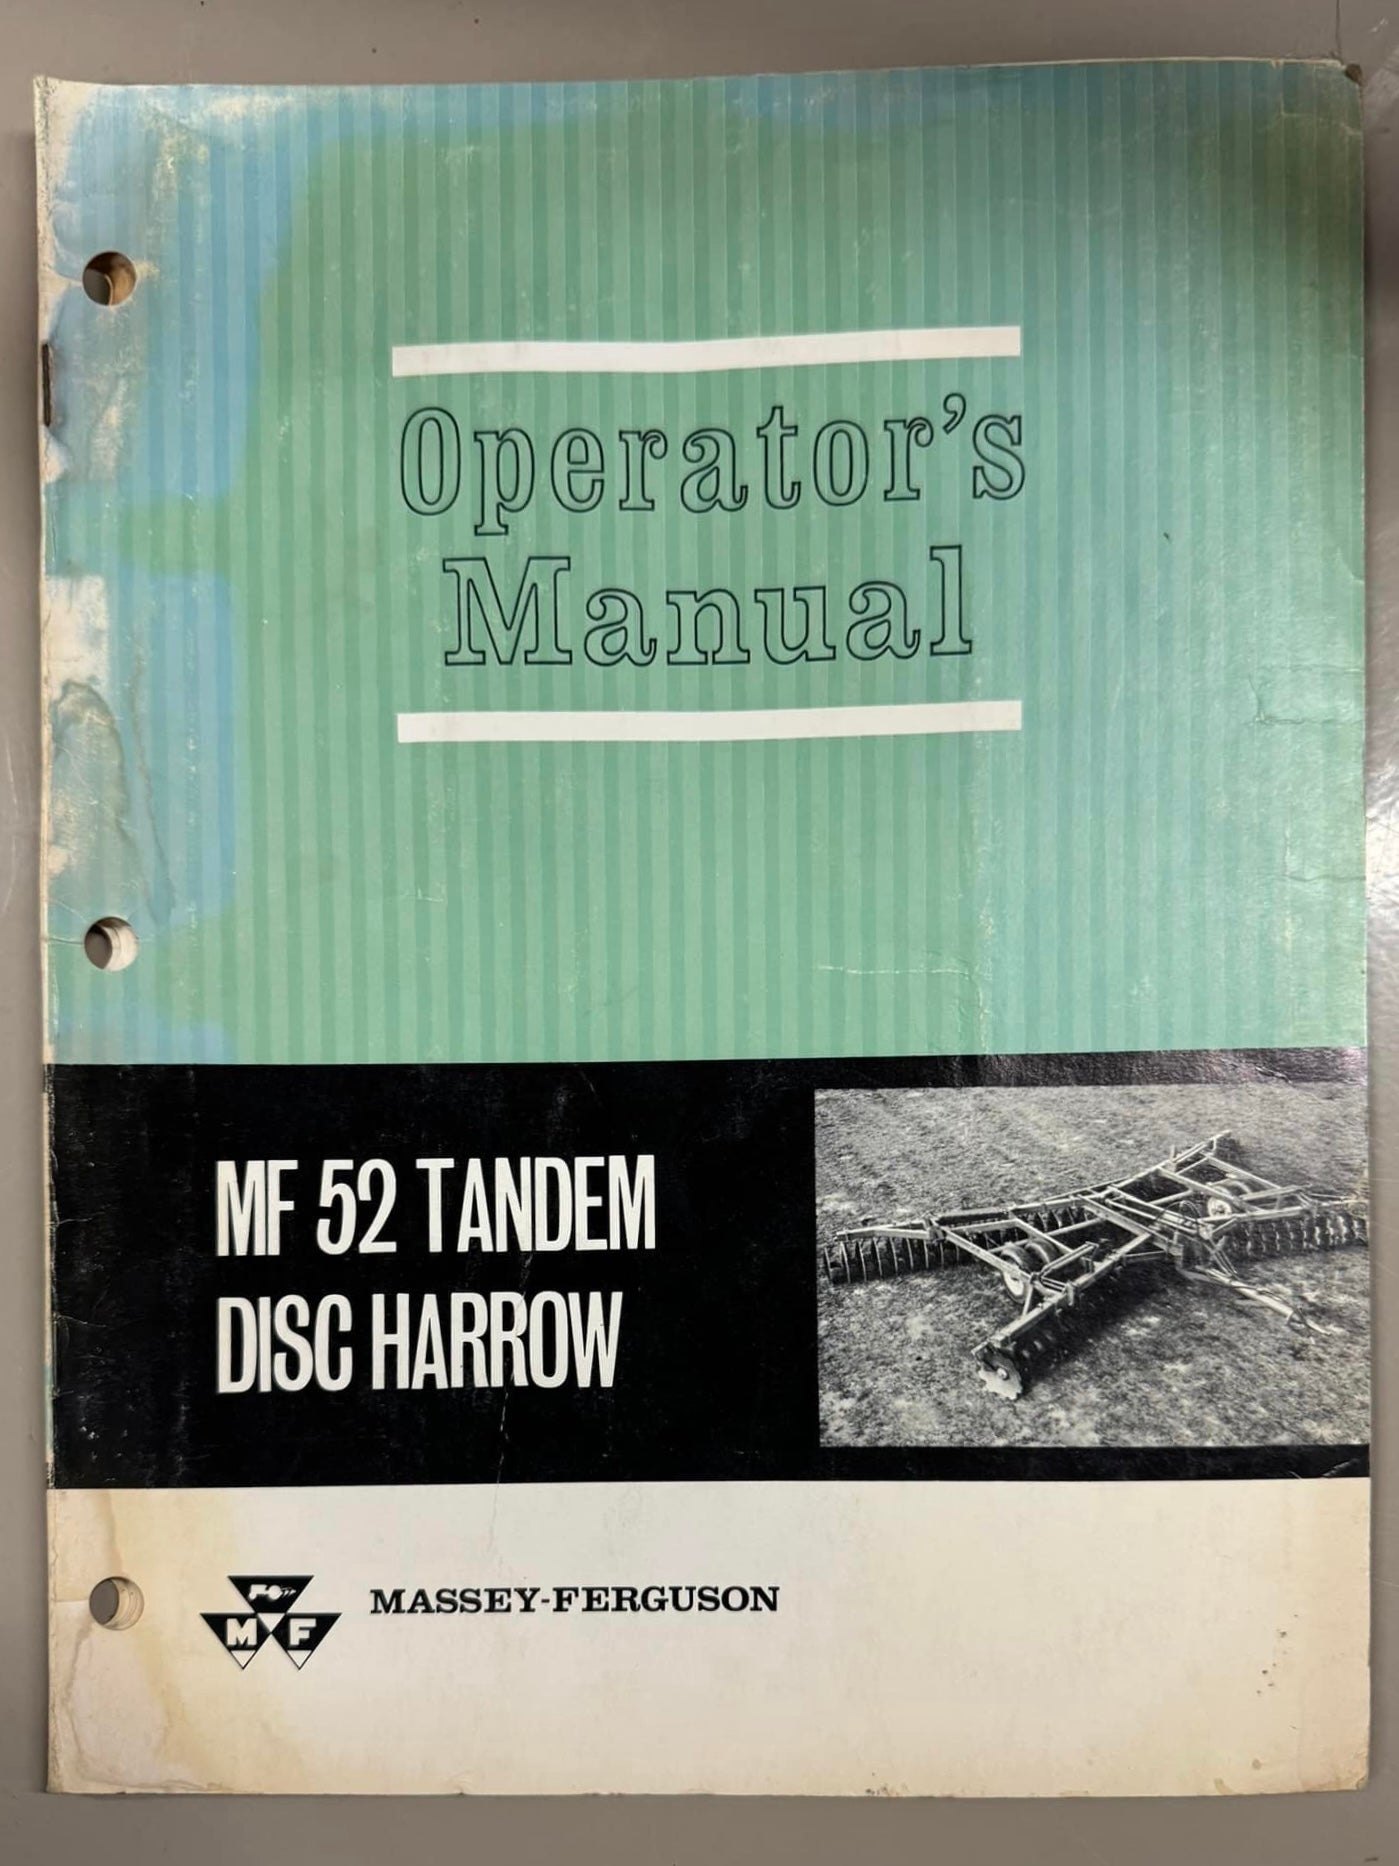 Operator's
Manual
MF 52 TANDEM
DISC HARROW
M F
MASSEY-FERGUSON